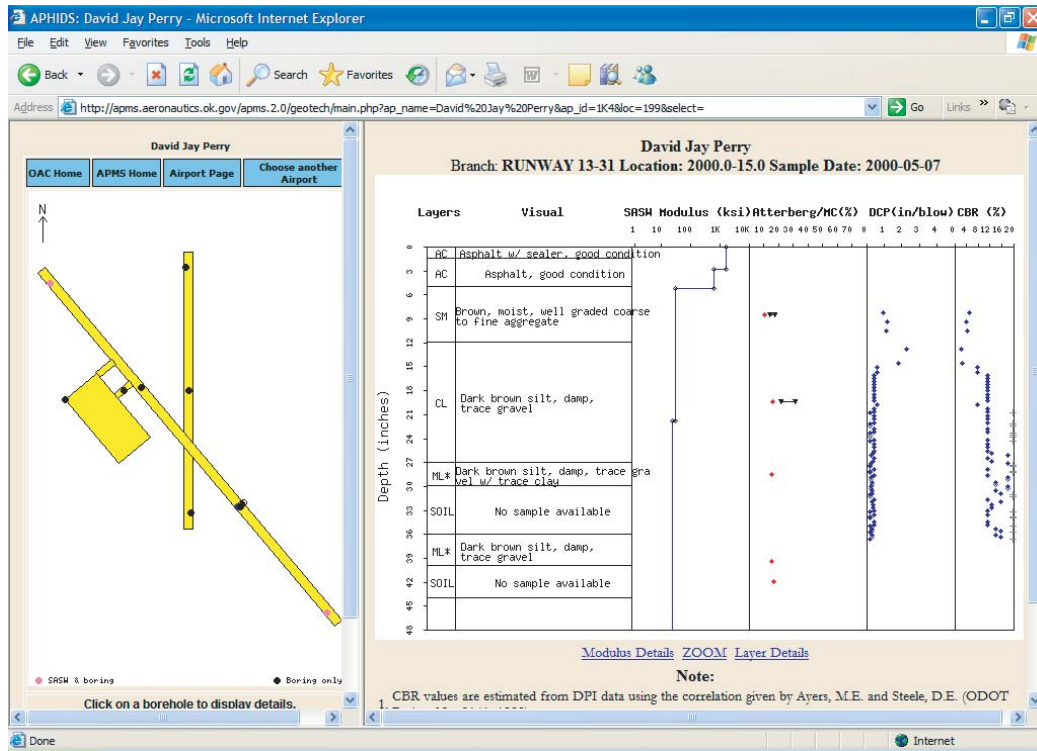 APHIDS: David Jay Perry - Microsoft Internet Explorer
File Edit View Favorites Tools Help
Back Search Favorites
Address http://apms.aeronautics.ok.gov/apms.2.0/geotech/main.php?ap_name=David%20Jay%20Perry&ap_id=1K4&loc=199&select= Go Links »
David Jay Perry
OAC Home APMS Home Airport Page Choose another Airport
N
SASW & boring Boring only
Click on a borehole to display details.
David Jay Perry
Branch: RUNWAY 13-31 Location: 2000.0-15.0 Sample Date: 2000-05-07
Layers Visual SASW Modulus (ksi) Atterberg/MC(%) DCP(in/blow) CBR (%)
1 10 100 1K 10K 10 20 30 40 50 60 70 0 1 2 3 4 0 4 8 12 16 20
Depth (inches)
0 3 6 9 12 15 18 21 24 27 30 33 36 39 42 45 48
AC Asphalt w/ sealer, good condition
AC Asphalt, good condition
SM Brown, moist, well graded coarse
to fine aggregate
CL Dark brown silt, damp,
trace gravel
ML* Dark brown silt, damp, trace gra
vel w/ trace clay
SOIL No sample available
ML* Dark brown silt, damp,
trace gravel
SOIL No sample available
Modulus Details ZOOM Layer Details
Note:
1. CBR values are estimated from DPI data using the correlation given by Ayers, M.E. and Steele, D.E. (ODOT
Done Internet